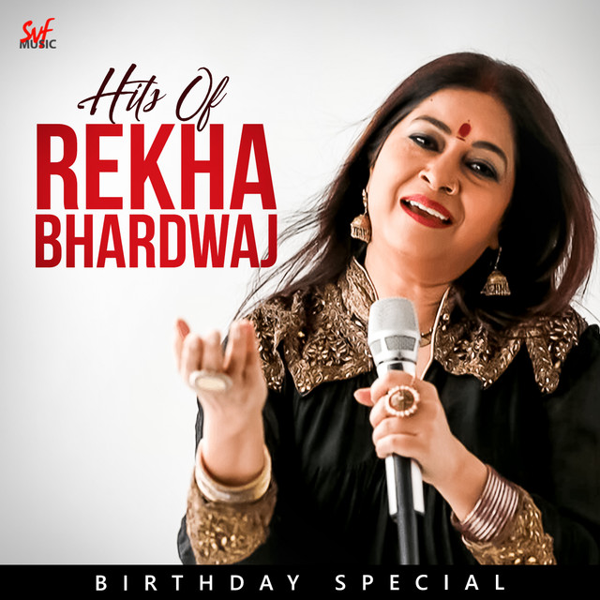 SVF
MUSIC
Hits Of
REKHA
BHARDWAJ
BIRTHDAY SPECIAL